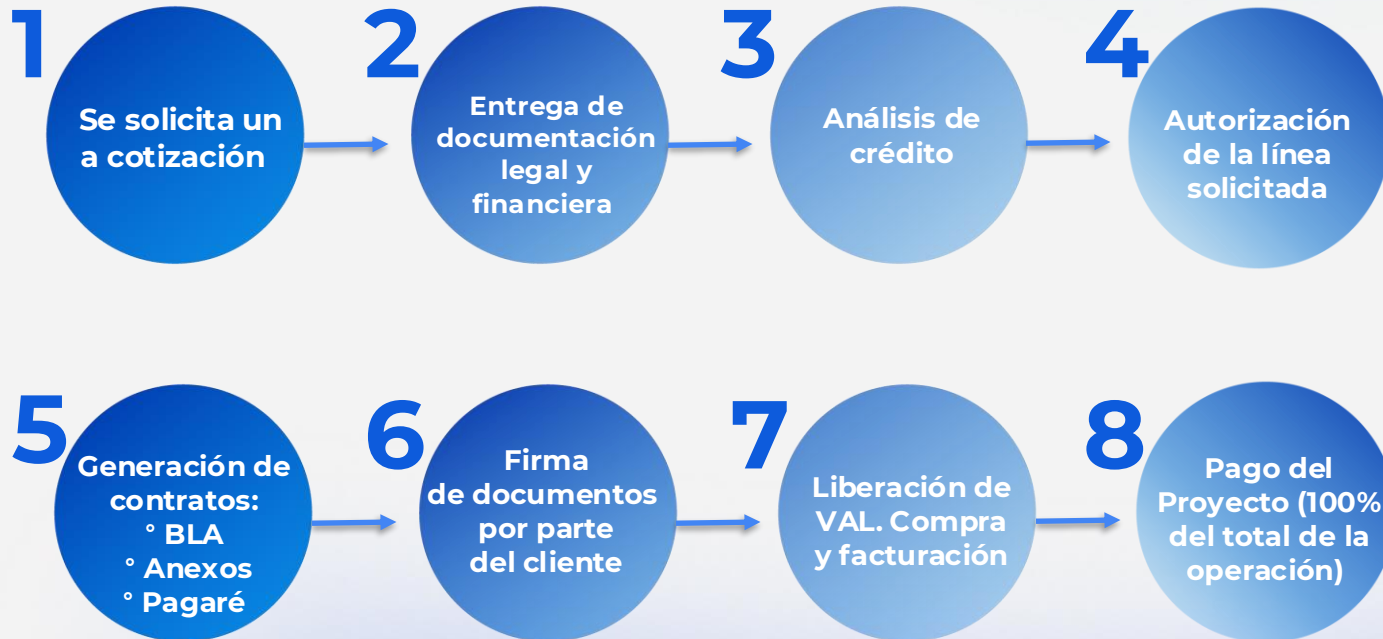 1
Se solicita un
a cotización
2
Entrega de
documentación
legal y
financiera
3
Análisis de
crédito
4
Autorización
de la línea
solicitada
5
Generación de
contratos:
° BLA
° Anexos
° Pagaré
6
Firma
de documentos
por parte
del cliente
7
Liberación de
VAL. Compra
y facturación
8
Pago del
Proyecto (100%
del total de la
operación)